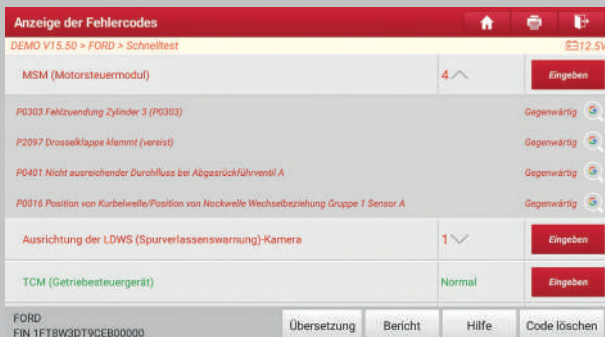 Anzeige der Fehlercodes
DEMO V15.50 > FORD > Schnelltest
12.5V
MSM (Motorsteuermodul)
4
Eingeben
P0303 Fehlzuendung Zylinder 3 (P0303)
Gegenwärtig
P2097 Drosselklappe klemmt (vereist)
Gegenwärtig
P0401 Nicht ausreichender Durchfluss bei Abgasrückführventil A
Gegenwärtig
P0016 Position von Kurbelwelle/Position von Nockwelle Wechselbeziehung Gruppe 1 Sensor A
Gegenwärtig
Ausrichtung der LDWS (Spurverlassenswarnung)-Kamera
1
Eingeben
TCM (Getriebesteuergerät)
Normal
Eingeben
FORD
FIN 1FT8W3DT9CEB00000
Übersetzung
Bericht
Hilfe
Code löschen